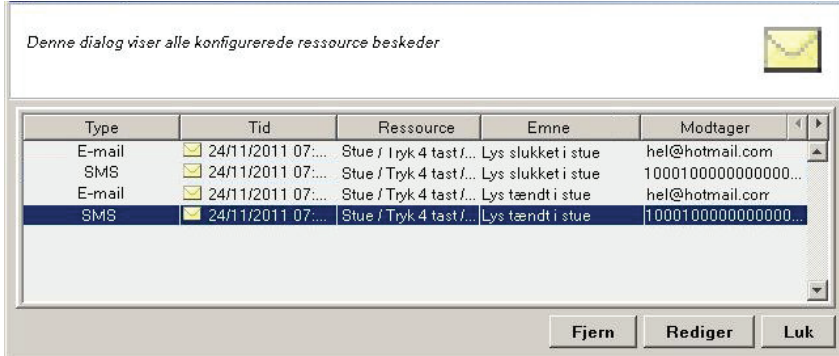 Denne dialog viser alle konfigurerede ressource beskeder
Type Tid Ressource Emne Modtager
E-mail 24/11/2011 07:... Stue / Tryk 4 tast /... Lys slukket i stue hel@hotmail.com
SMS 24/11/2011 07:... Stue / Tryk 4 tast /... Lys slukket i stue 1000100000000000...
E-mail 24/11/2011 07:... Stue / Tryk 4 tast /... Lys tændt i stue hel@hotmail.com
SMS 24/11/2011 07:... Stue / Tryk 4 tast /... Lys tændt i stue 1000100000000000...
Fjern Rediger Luk